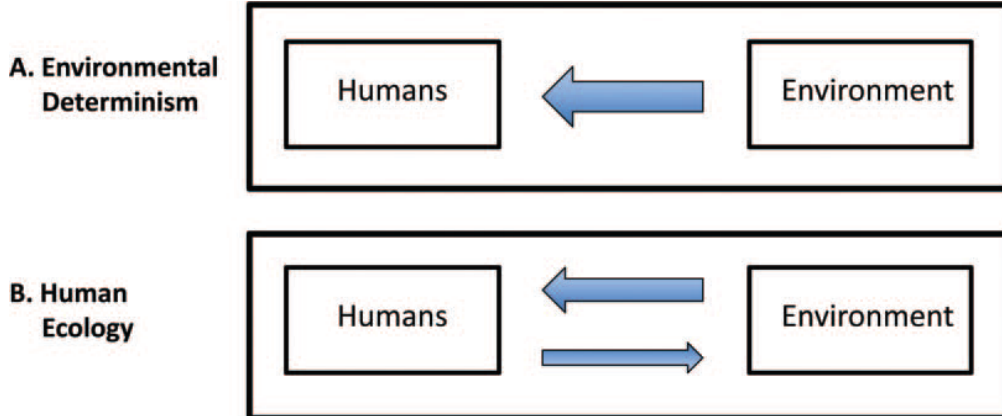 A. Environmental
Determinism
Humans
Environment
B. Human
Ecology
Humans
Environment